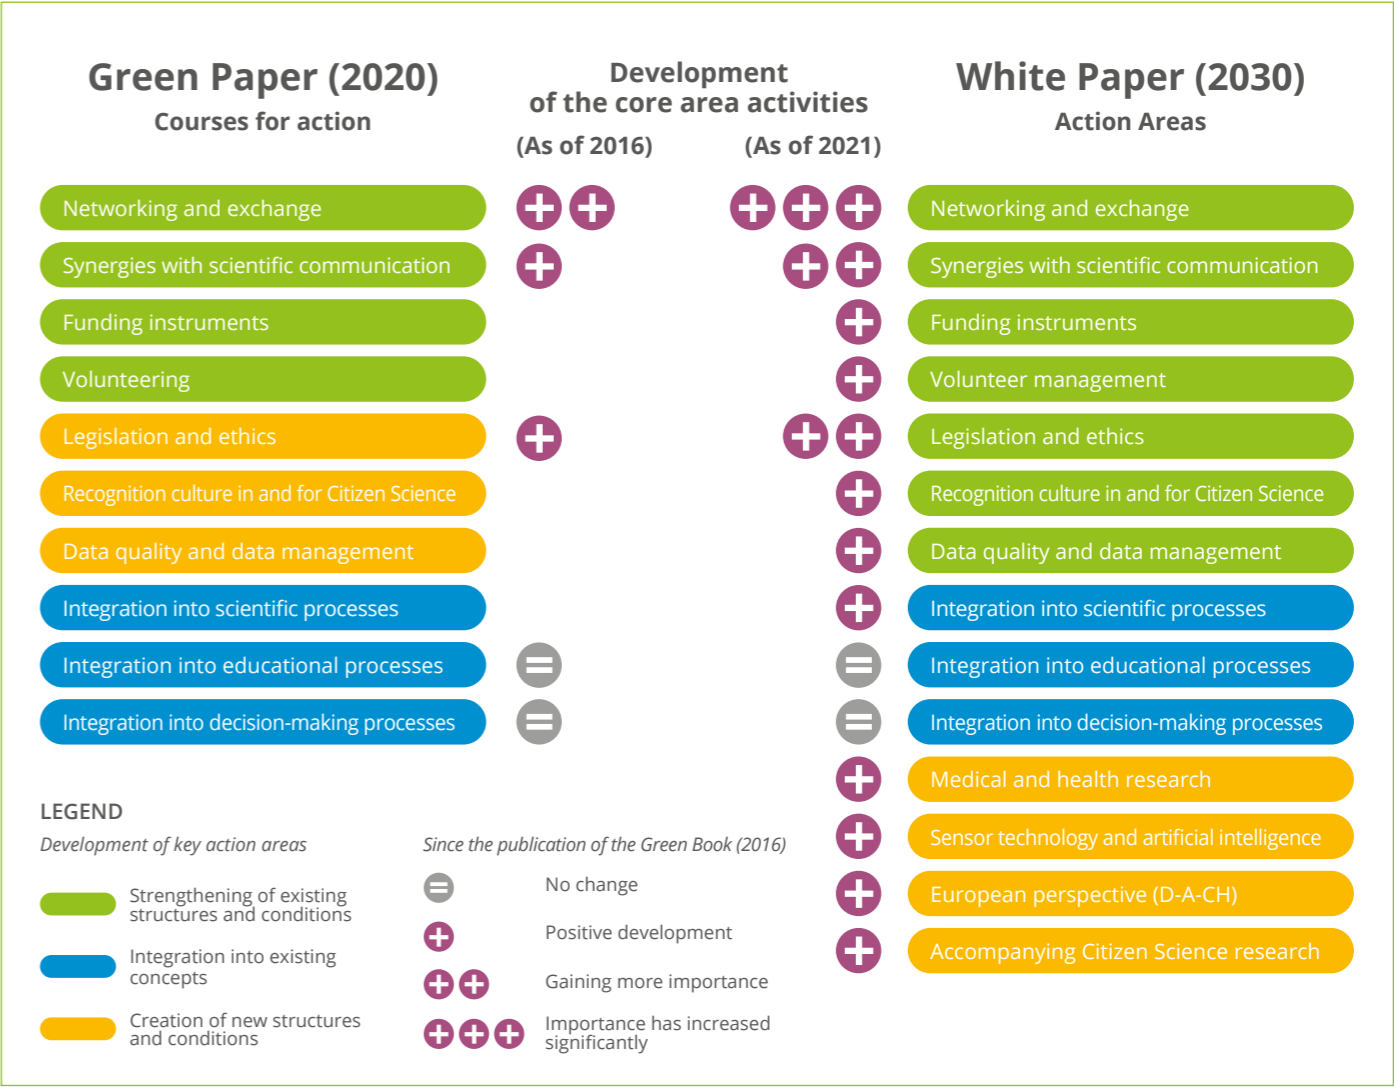 Green Paper (2020)
Courses for action
Development
of the core area activities
(As of 2016)
(As of 2021)
White Paper (2030)
Action Areas
Networking and exchange
Networking and exchange
Synergies with scientific communication
Synergies with scientific communication
Funding instruments
Funding instruments
Volunteering
Volunteer management
Legislation and ethics
Legislation and ethics
Recognition culture in and for Citizen Science
Recognition culture in and for Citizen Science
Data quality and data management
Data quality and data management
Integration into scientific processes
Integration into scientific processes
Integration into educational processes
Integration into educational processes
Integration into decision-making processes
Integration into decision-making processes
Medical and health research
Sensor technology and artificial intelligence
European perspective (D-A-CH)
Accompanying Citizen Science research
LEGEND
Development of key action areas
Strengthening of existing
structures and conditions
Integration into existing
concepts
Creation of new structures
and conditions
Since the publication of the Green Book (2016)
No change
Positive development
Gaining more importance
Importance has increased
significantly